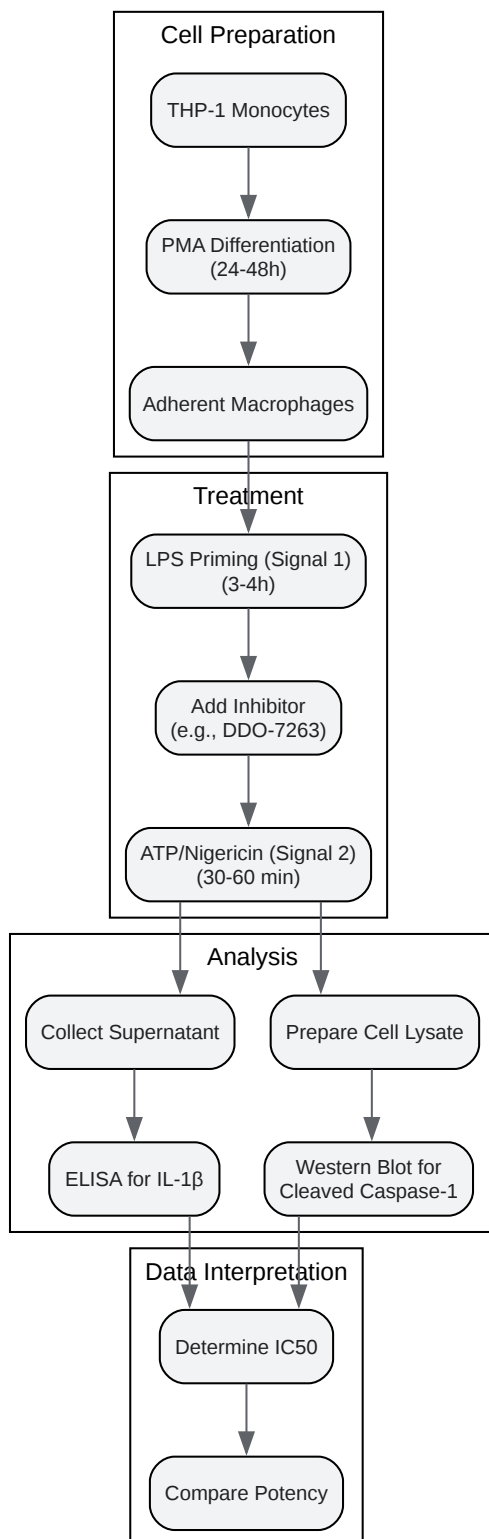 Cell Preparation
THP-1 Monocytes
PMA Differentiation
(24-48h)
Adherent Macrophages
Treatment
LPS Priming (Signal 1)
(3-4h)
Add Inhibitor
(e.g., DDO-7263)
ATP/Nigericin (Signal 2)
(30-60 min)
Analysis
Collect Supernatant
Prepare Cell Lysate
ELISA for IL-1β
Western Blot for
Cleaved Caspase-1
Data Interpretation
Determine IC50
Compare Potency